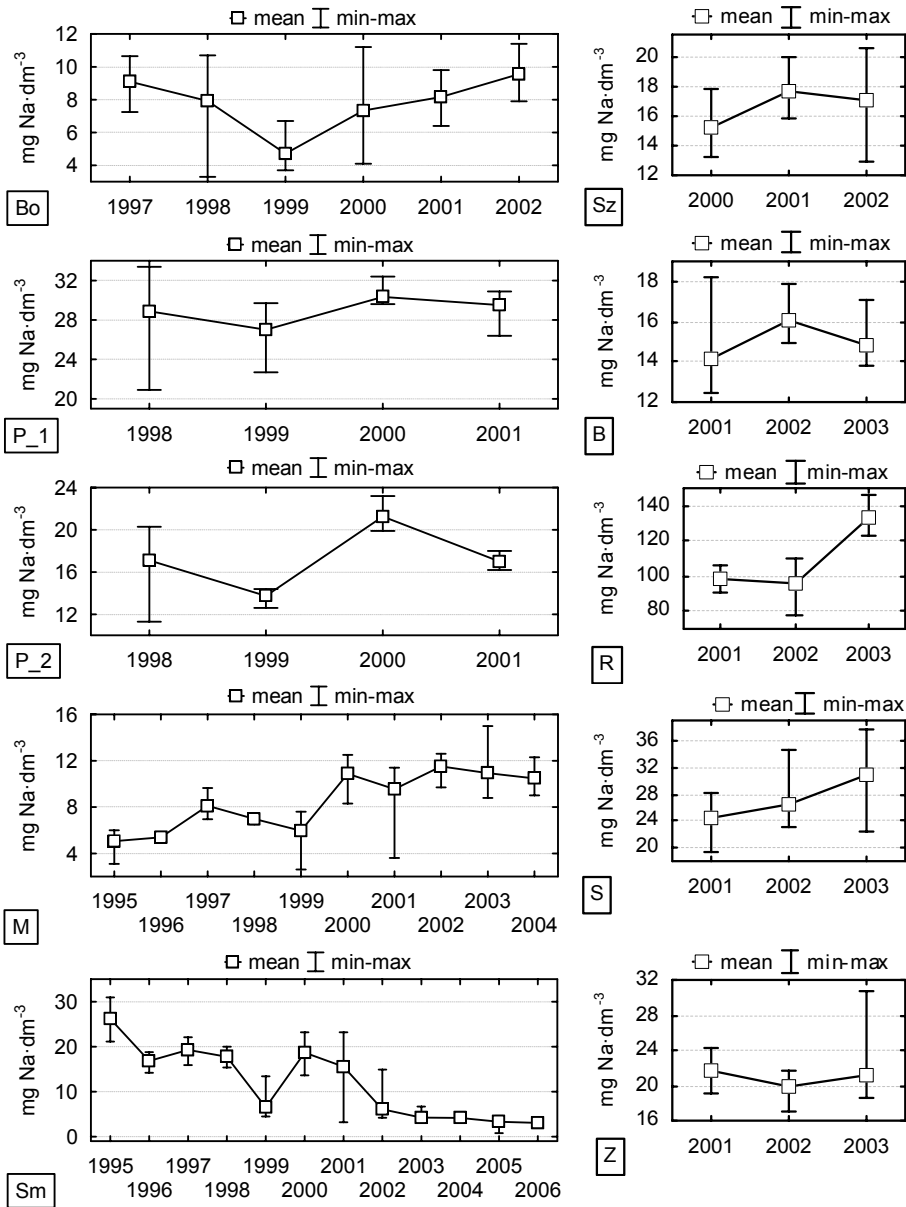 mean min-max
mg Na·dm⁻³
12
10
8
6
4
1997 1998 1999 2000 2001 2002
Bo
mean min-max
mg Na·dm⁻³
20
18
16
14
12
2000 2001 2002
Sz
mean min-max
mg Na·dm⁻³
32
28
24
20
1998 1999 2000 2001
P_1
mean min-max
mg Na·dm⁻³
18
16
14
12
2001 2002 2003
B
mean min-max
mg Na·dm⁻³
24
20
16
12
1998 1999 2000 2001
P_2
mean min-max
mg Na·dm⁻³
140
120
100
80
2001 2002 2003
R
mean min-max
mg Na·dm⁻³
16
12
8
4
1995 1997 1999 2001 2003
1996 1998 2000 2002 2004
M
mean min-max
mg Na·dm⁻³
36
32
28
24
20
2001 2002 2003
S
mean min-max
mg Na·dm⁻³
30
20
10
0
1995 1997 1999 2001 2003 2005
1996 1998 2000 2002 2004 2006
Sm
mean min-max
mg Na·dm⁻³
32
28
24
20
16
2001 2002 2003
Z